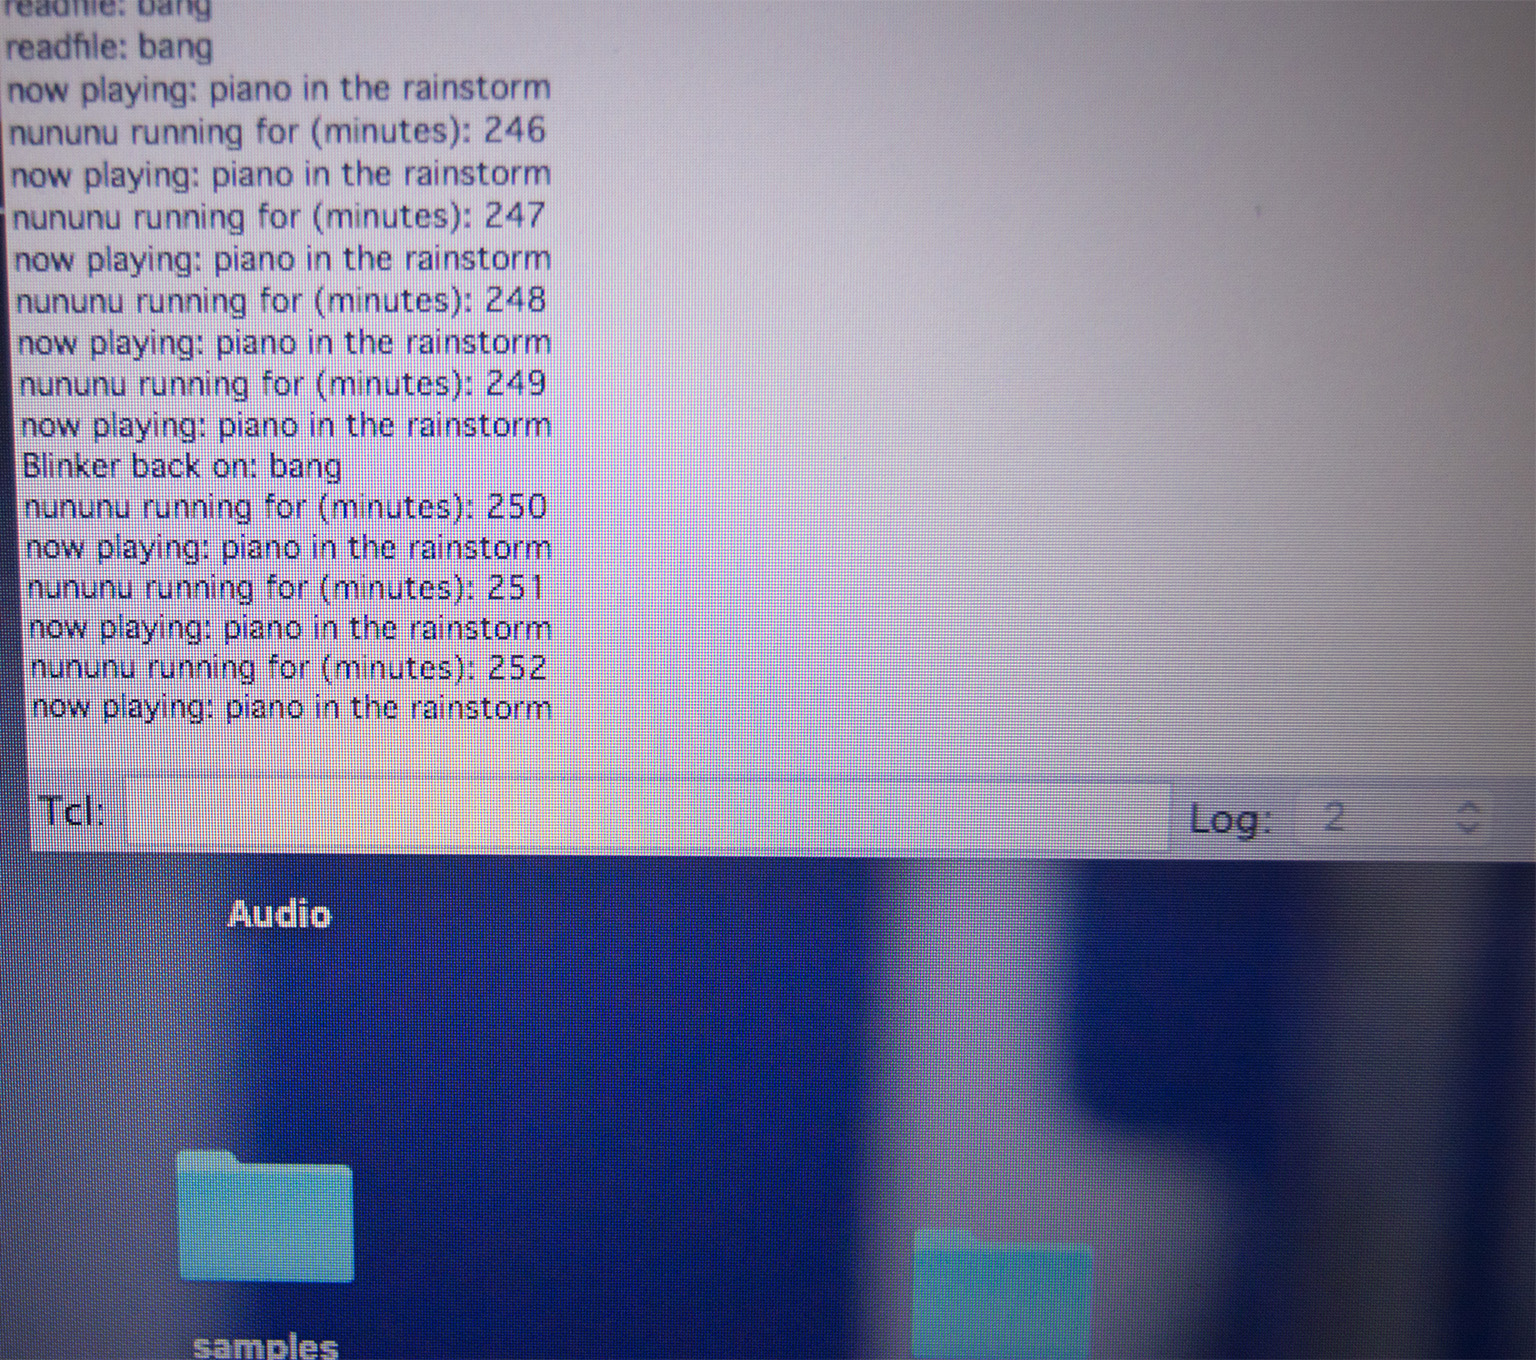 readfile: bang
readfile: bang
now playing: piano in the rainstorm
nununu running for (minutes): 246
now playing: piano in the rainstorm
nununu running for (minutes): 247
now playing: piano in the rainstorm
nununu running for (minutes): 248
now playing: piano in the rainstorm
nununu running for (minutes): 249
now playing: piano in the rainstorm
Blinker back on: bang
nununu running for (minutes): 250
now playing: piano in the rainstorm
nununu running for (minutes): 251
now playing: piano in the rainstorm
nununu running for (minutes): 252
now playing: piano in the rainstorm
Tcl: Log: 2
Audio
samples